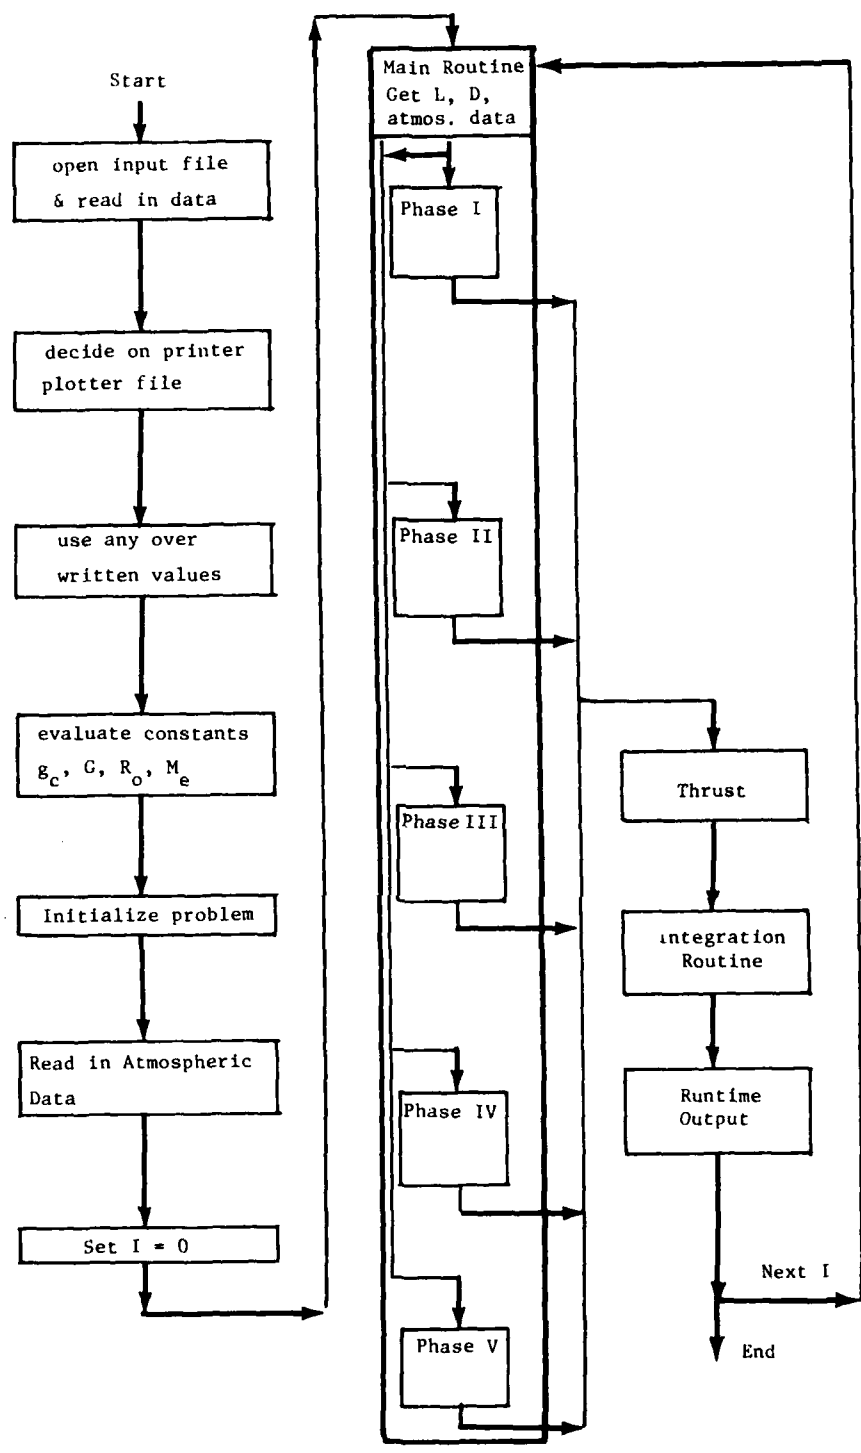 Start
open input file
& read in data
decide on printer
plotter file
use any over
written values
evaluate constants
g_c, G, R_o, M_e
Initialize problem
Read in Atmospheric
Data
Set I = 0
Main Routine
Get L, D,
atmos. data
Phase I
Phase II
Phase III
Phase IV
Phase V
Thrust
Integration
Routine
Runtime
Output
Next I
End